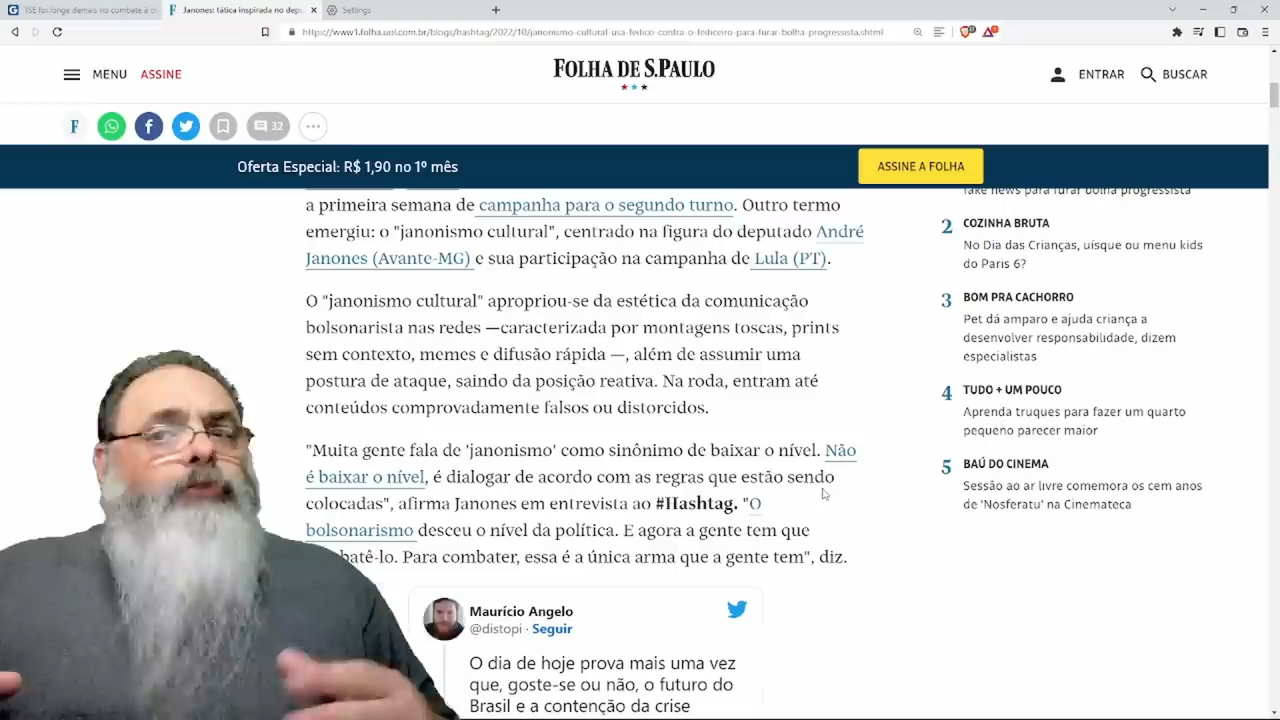 TSE foi longe demais no combate à d
Janones: tática inspirada no depu
Settings
https://www1.folha.uol.com.br/blogs/hashtag/2022/10/janonismo-cultural-usa-feitico-contra-o-feiticeiro-para-furar-bolha-progressista.shtml
MENU
ASSINE
FOLHA DE S.PAULO
ENTRAR
BUSCAR
F
32
Oferta Especial: R$ 1,90 no 1º mês
ASSINE A FOLHA
a primeira semana de campanha para o segundo turno. Outro termo
emergiu: o "janonismo cultural", centrado na figura do deputado André
Janones (Avante-MG) e sua participação na campanha de Lula (PT).
O "janonismo cultural" apropriou-se da estética da comunicação
bolsonarista nas redes —caracterizada por montagens toscas, prints
sem contexto, memes e difusão rápida —, além de assumir uma
postura de ataque, saindo da posição reativa. Na roda, entram até
conteúdos comprovadamente falsos ou distorcidos.
"Muita gente fala de 'janonismo' como sinônimo de baixar o nível. Não
é baixar o nível, é dialogar de acordo com as regras que estão sendo
colocadas", afirma Janones em entrevista ao #Hashtag. "O
bolsonarismo desceu o nível da política. E agora a gente tem que
batê-lo. Para combater, essa é a única arma que a gente tem", diz.
Maurício Angelo
@distopi · Seguir
O dia de hoje prova mais uma vez
que, goste-se ou não, o futuro do
Brasil e a contenção da crise
fake news para furar bolha progressista
2 COZINHA BRUTA
No Dia das Crianças, uísque ou menu kids
do Paris 6?
3 BOM PRA CACHORRO
Pet dá amparo e ajuda criança a
desenvolver responsabilidade, dizem
especialistas
4 TUDO + UM POUCO
Aprenda truques para fazer um quarto
pequeno parecer maior
5 BAÚ DO CINEMA
Sessão ao ar livre comemora os cem anos
de 'Nosferatu' na Cinemateca